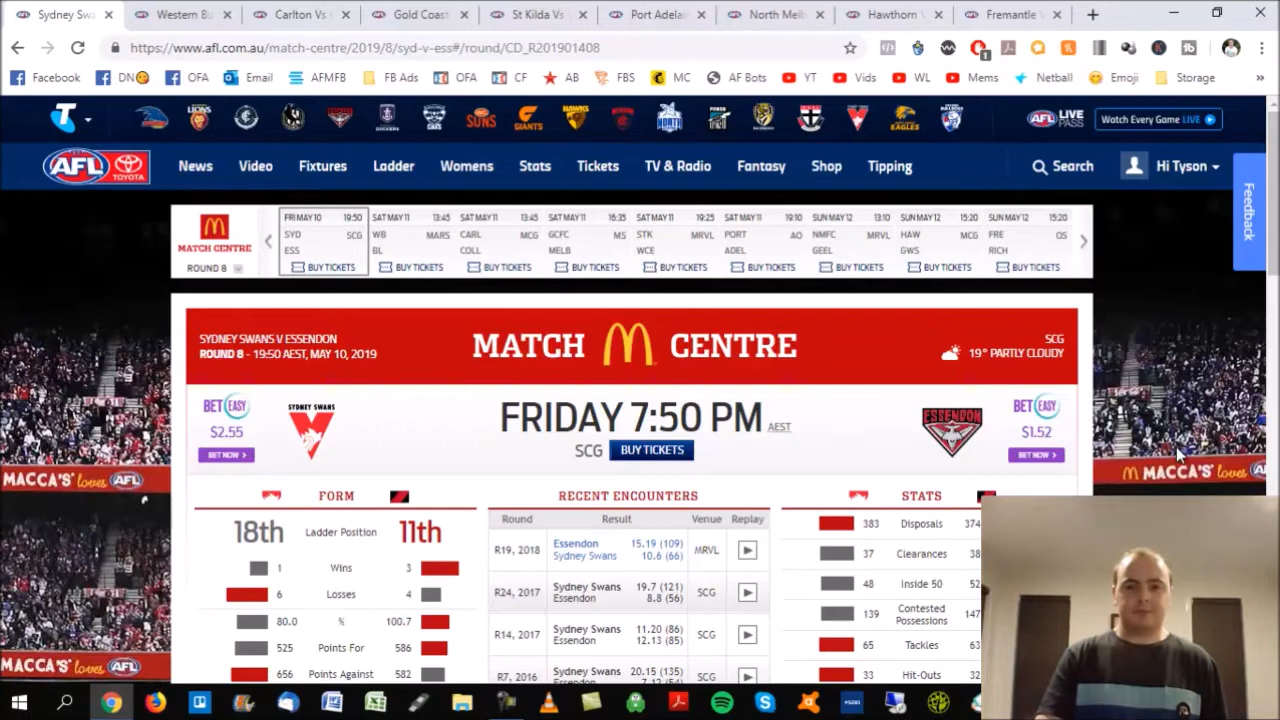 Sydney Swa
Western Bu
Carlton Vs
Gold Coast
St Kilda Vs
Port Adelai
North Melb
Hawthorn V
Fremantle V
https://www.afl.com.au/match-centre/2019/8/syd-v-ess#/round/CD_R201901408
Facebook
DN
OFA
Email
AFMFB
FB Ads
OFA
CF
AB
FBS
MC
AF Bots
YT
Vids
WL
Mems
Netball
Emoji
Storage
AFL LIVE PASS
Watch Every Game LIVE
AFL TOYOTA
News Video Fixtures Ladder Womens Stats Tickets TV & Radio Fantasy Shop Tipping
Search
Hi Tyson
Feedback
MATCH CENTRE
ROUND 8
FRI MAY 10 19:50
SYD SCG
ESS
BUY TICKETS
SAT MAY 11 13:45
WB MARS
BL
BUY TICKETS
SAT MAY 11 13:45
CARL MCG
COLL
BUY TICKETS
SAT MAY 11 16:35
GCFC MS
MELB
BUY TICKETS
SAT MAY 11 19:25
STK MRVL
WCE
BUY TICKETS
SAT MAY 11 19:10
PORT AO
ADEL
BUY TICKETS
SUN MAY 12 13:10
NMFC MRVL
GEEL
BUY TICKETS
SUN MAY 12 15:20
HAW MCG
GWS
BUY TICKETS
SUN MAY 12 15:20
FRE OS
RICH
BUY TICKETS
SYDNEY SWANS V ESSENDON
ROUND 8 - 19:50 AEST, MAY 10, 2019
MATCH CENTRE
SCG
19° PARTLY CLOUDY
BET EASY
$2.55
BET NOW >
SYDNEY SWANS
FRIDAY 7:50 PM AEST
SCG BUY TICKETS
ESSENDON
BET EASY
$1.52
BET NOW >
MACCA'S loves AFL
MACCA'S loves
MACCA'S loves AFL
FORM
18th Ladder Position 11th
1 Wins 3
6 Losses 4
80.0 % 100.7
525 Points For 586
656 Points Against 582
RECENT ENCOUNTERS
Round Result Venue Replay
R19, 2018
Essendon 15.19 (109)
Sydney Swans 10.6 (66)
MRVL
R24, 2017
Sydney Swans 19.7 (121)
Essendon 8.8 (56)
SCG
R14, 2017
Sydney Swans 11.20 (86)
Essendon 12.13 (85)
SCG
R7, 2016
Sydney Swans 20.15 (135)
SCG
STATS
383 Disposals 374
37 Clearances 38
48 Inside 50 52
139 Contested Possessions 147
65 Tackles 63
33 Hit-Outs 32